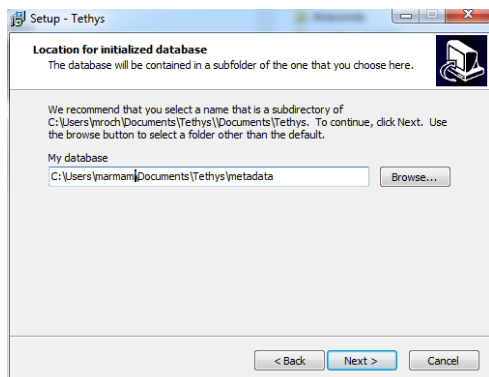 Setup - Tethys
Location for initialized database
The database will be contained in a subfolder of the one that you choose here.
We recommend that you select a name that is a subdirectory of
C:\Users\mroch\Documents\Tethys\\Documents\Tethys. To continue, click Next. Use
the browse button to select a folder other than the default.
My database
C:\Users\marmam\Documents\Tethys\metadata
Browse...
< Back
Next >
Cancel